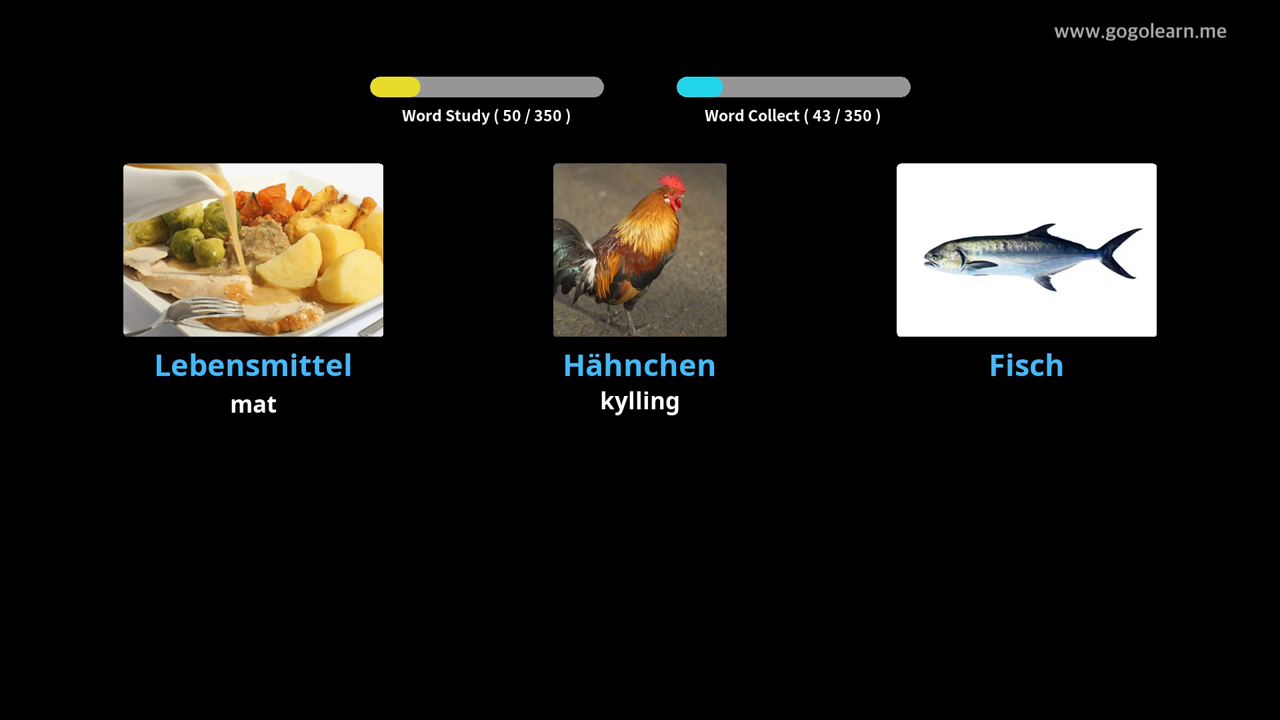 www.gogolearn.me
Word Study ( 50 / 350 )
Word Collect ( 43 / 350 )
Lebensmittel
mat
Hähnchen
kylling
Fisch